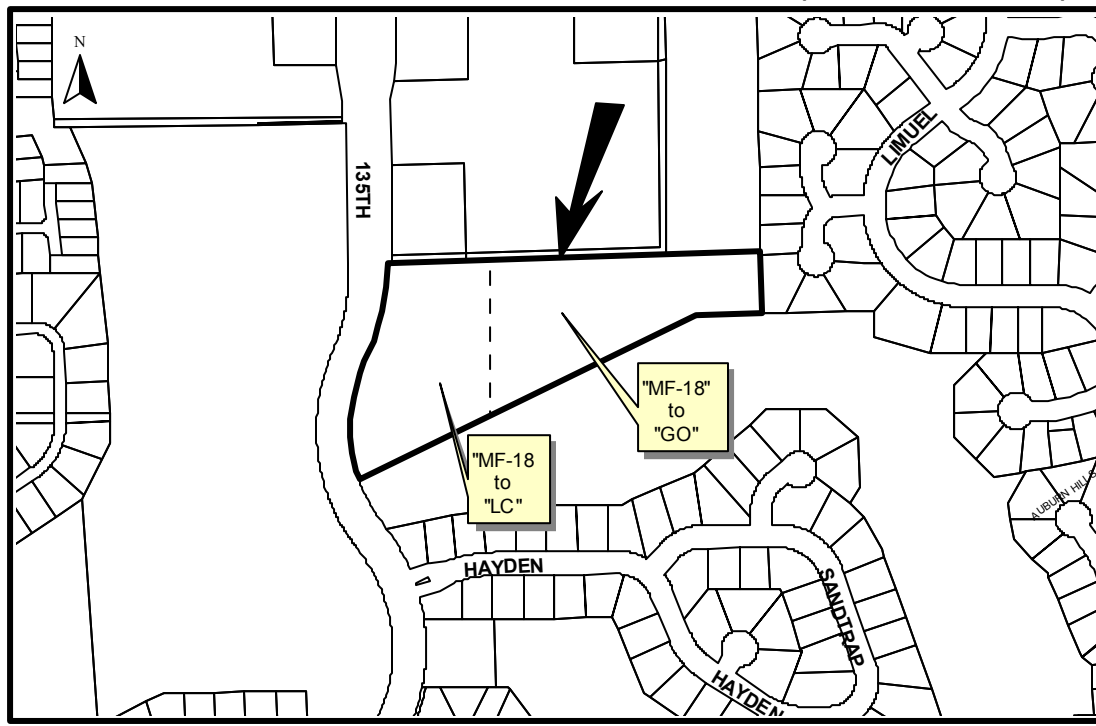 N
135TH
LIMUEL
"MF-18"
to
"GO"
"MF-18
to
"LC"
AUBURN HILLS
HAYDEN
SANDTRAP
HAYDEN